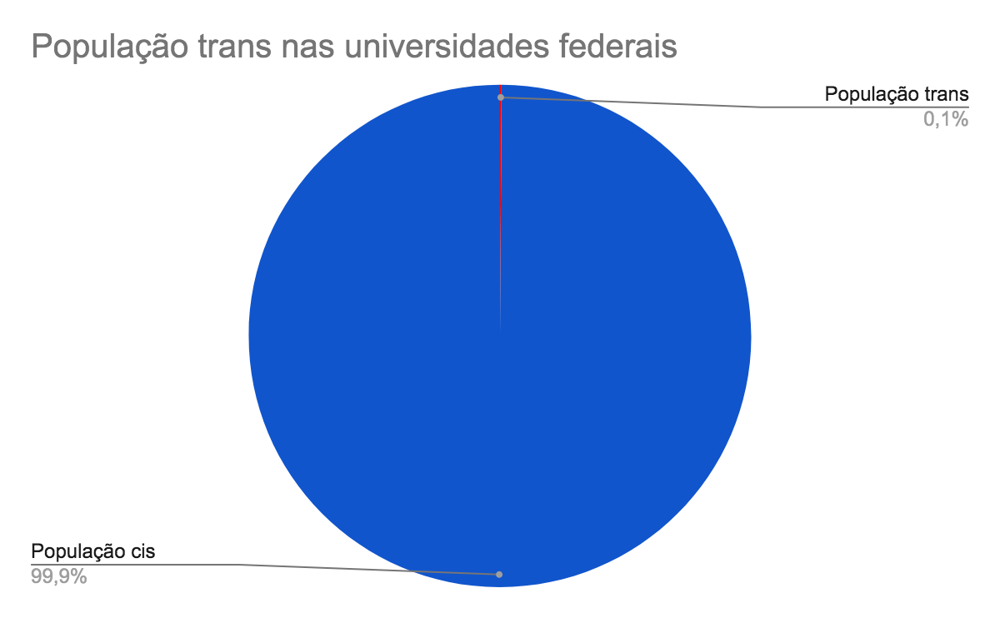 População trans nas universidades federais
População trans
0,1%
População cis
99,9%